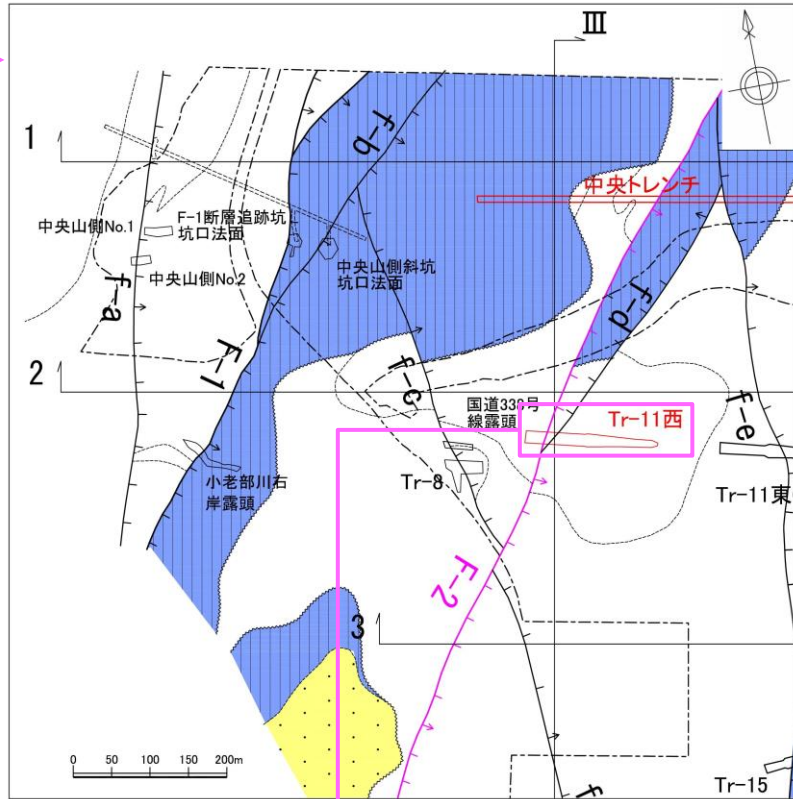 III
1
f-b
中央トレンチ
中央山側No.1
F-1断層追跡坑
坑口法面
中央山側No.2
中央山側斜坑
坑口法面
f-a
f-d
F-1
2
f-c
国道338号
線露頭
Tr-11西
f-e
小老部川右
岸露頭
Tr-8
Tr-11東
F-2
3
0 50 100 150 200m
Tr-15
f